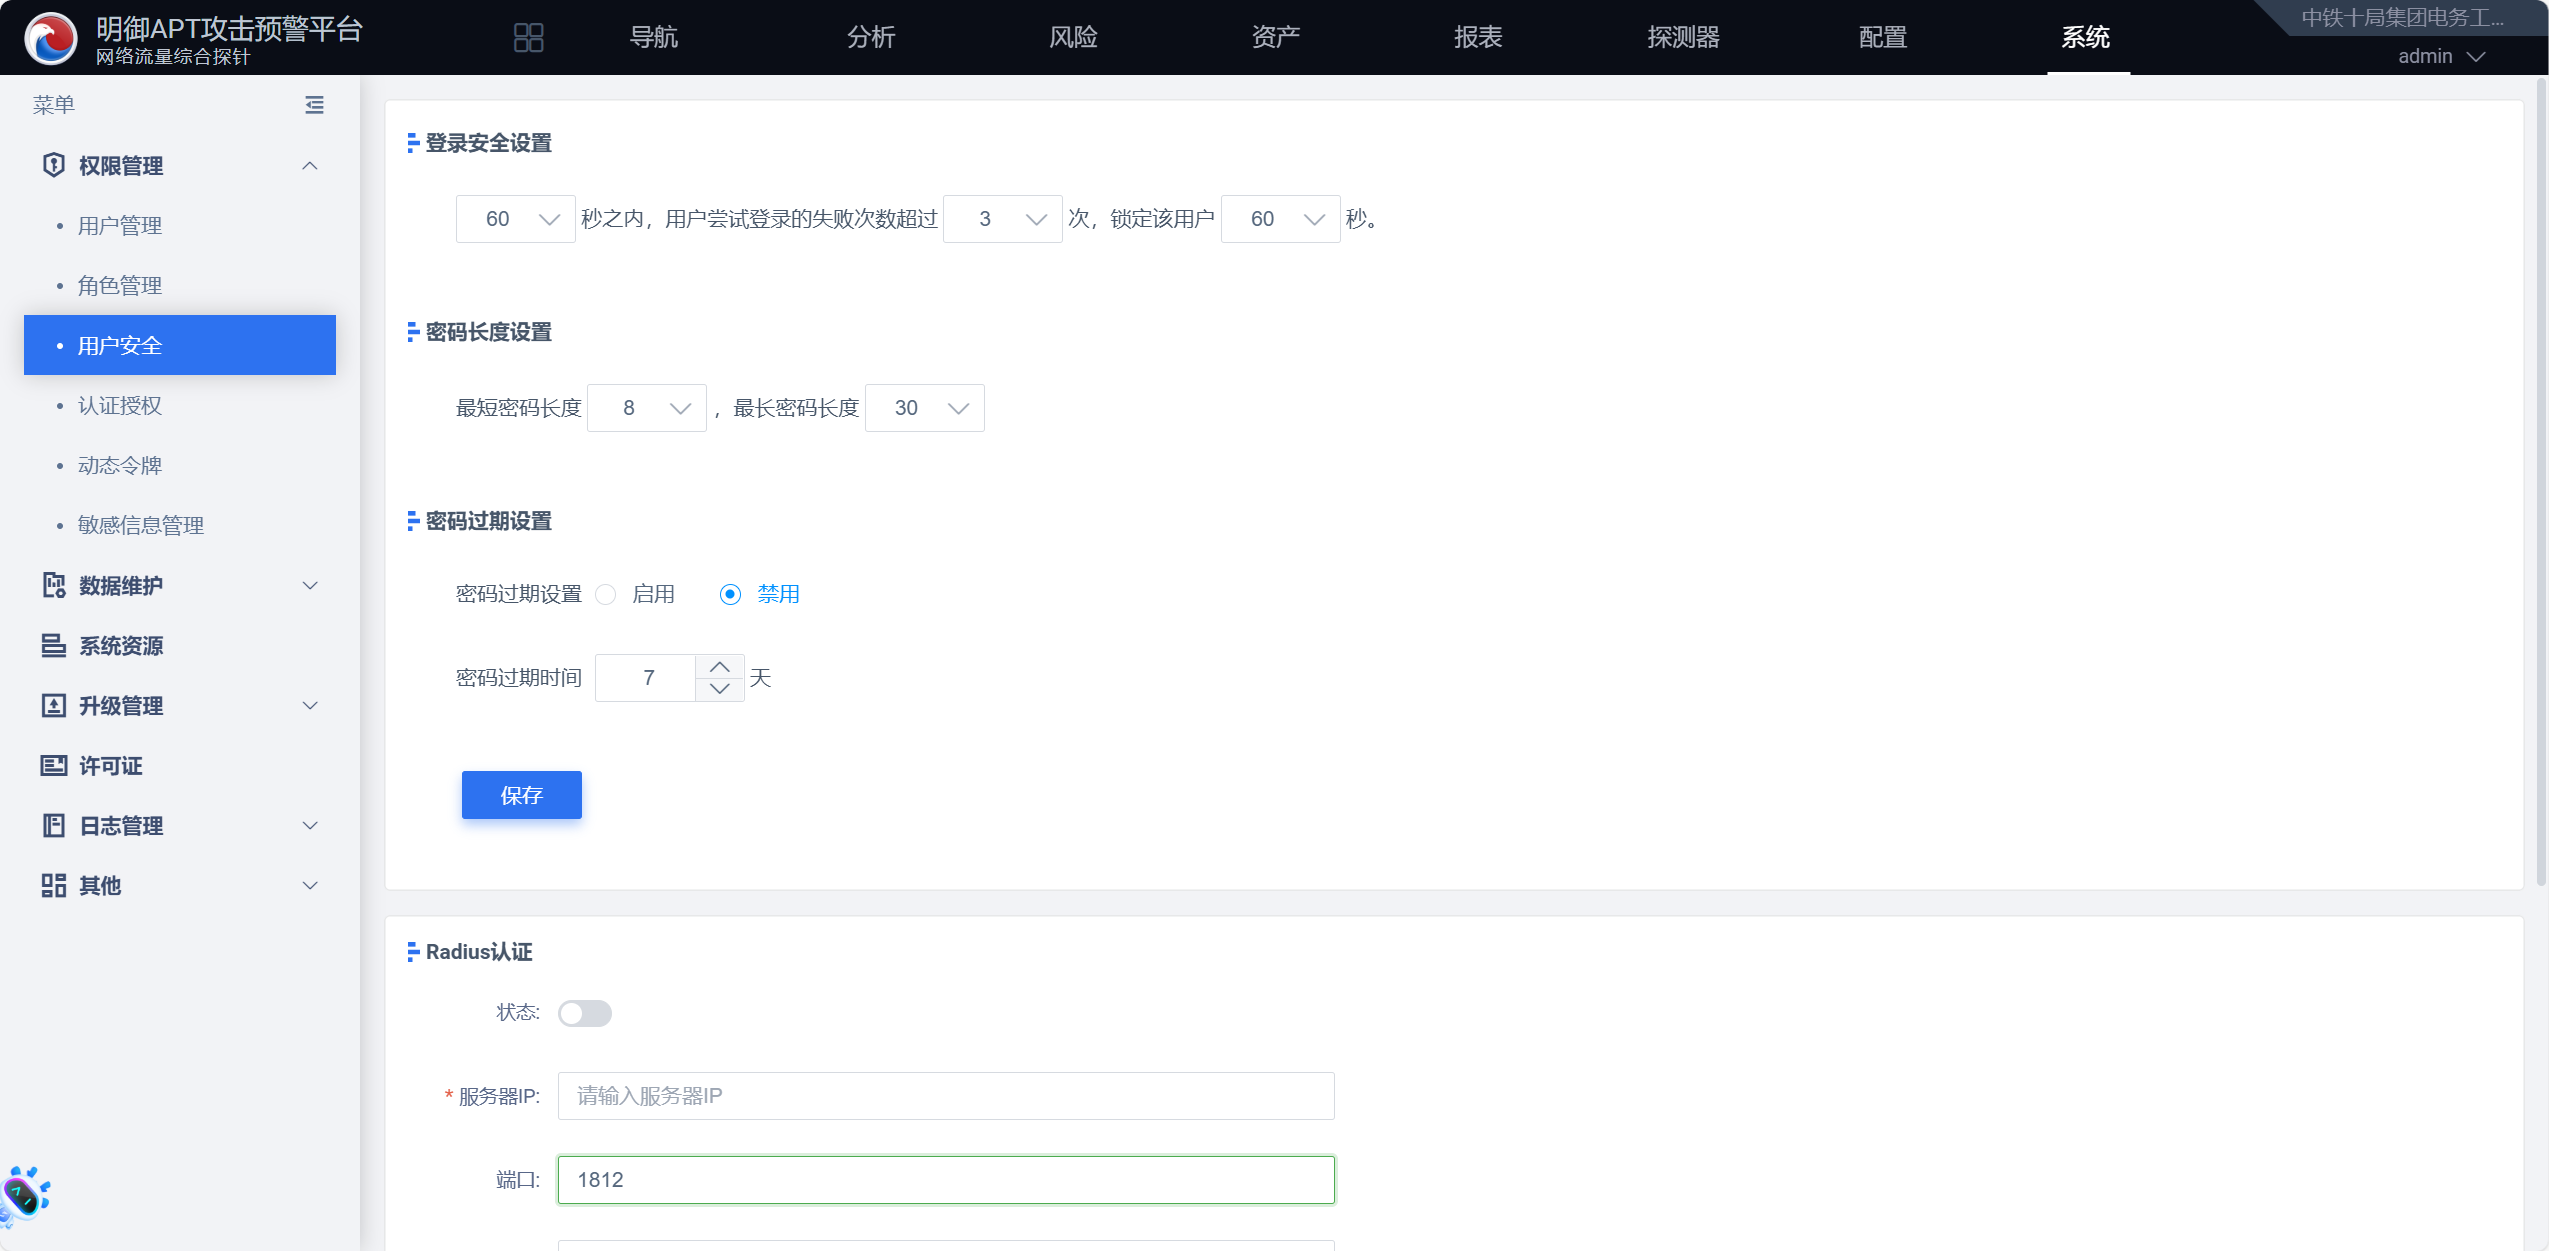 明御APT攻击预警平台
网络流量综合探针
导航
分析
风险
资产
报表
探测器
配置
系统
中铁十局集团电务工...
admin
菜单
权限管理
用户管理
角色管理
用户安全
认证授权
动态令牌
敏感信息管理
数据维护
系统资源
升级管理
许可证
日志管理
其他
登录安全设置
60 秒之内，用户尝试登录的失败次数超过 3 次，锁定该用户 60 秒。
密码长度设置
最短密码长度 8 ，最长密码长度 30
密码过期设置
密码过期设置 启用 禁用
密码过期时间 7 天
保存
Radius认证
状态:
* 服务器IP: 请输入服务器IP
端口: 1812